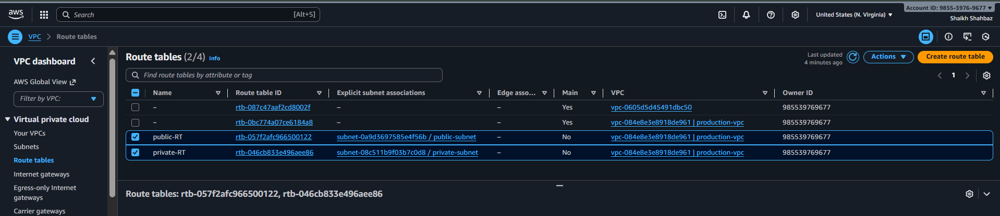 aws
Search
[Alt+S]
United States (N. Virginia)
Account ID: 9855-3976-9677
Shaikh Shahbaz
VPC
Route tables
VPC dashboard
AWS Global View
Filter by VPC:
Virtual private cloud
Your VPCs
Subnets
Route tables
Internet gateways
Egress-only Internet
gateways
Carrier gateways
Route tables (2/4) Info
Last updated
4 minutes ago
Actions
Create route table
Find route tables by attribute or tag
1
Name Route table ID Explicit subnet associations Edge asso... Main VPC Owner ID
– rtb-087c47aaf2cd8002f – – Yes vpc-0605d5d45491dbc50 985539769677
– rtb-0bc774a07ce6184a8 – – Yes vpc-084e8e3e8918de961 | production-vpc 985539769677
public-RT rtb-057f2afc966500122 subnet-0a9d3697585e4f56b / public-subnet – No vpc-084e8e3e8918de961 | production-vpc 985539769677
private-RT rtb-046cb833e496aee86 subnet-08c511b9f03b7c0d8 / private-subnet – No vpc-084e8e3e8918de961 | production-vpc 985539769677
Route tables: rtb-057f2afc966500122, rtb-046cb833e496aee86